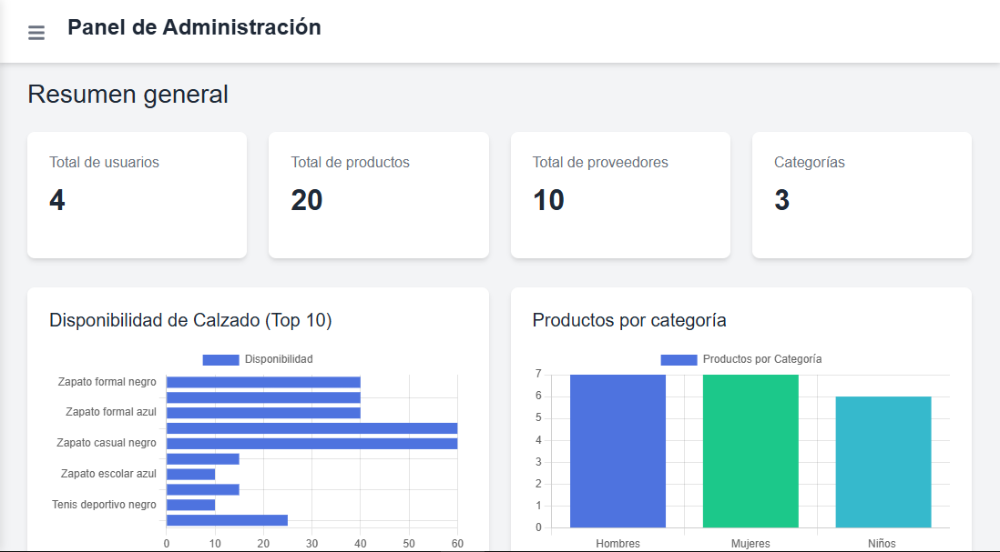 Panel de Administración
Resumen general
Total de usuarios
4
Total de productos
20
Total de proveedores
10
Categorías
3
Disponibilidad de Calzado (Top 10)
Disponibilidad
Zapato formal negro
Zapato formal azul
Zapato casual negro
Zapato escolar azul
Tenis deportivo negro
0 10 20 30 40 50 60
Productos por categoría
Productos por Categoría
7
6
5
4
3
2
1
0
Hombres Mujeres Niños